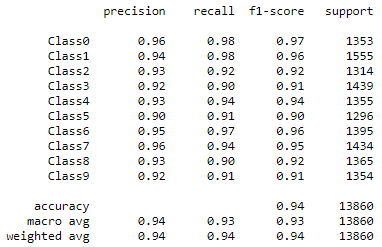 precision recall f1-score support
Class0 0.96 0.98 0.97 1353
Class1 0.94 0.98 0.96 1555
Class2 0.93 0.92 0.92 1314
Class3 0.92 0.90 0.91 1439
Class4 0.93 0.94 0.94 1355
Class5 0.90 0.91 0.90 1296
Class6 0.95 0.97 0.96 1395
Class7 0.96 0.94 0.95 1434
Class8 0.93 0.90 0.92 1365
Class9 0.92 0.91 0.91 1354
accuracy 0.94 13860
macro avg 0.94 0.93 0.93 13860
weighted avg 0.94 0.94 0.94 13860